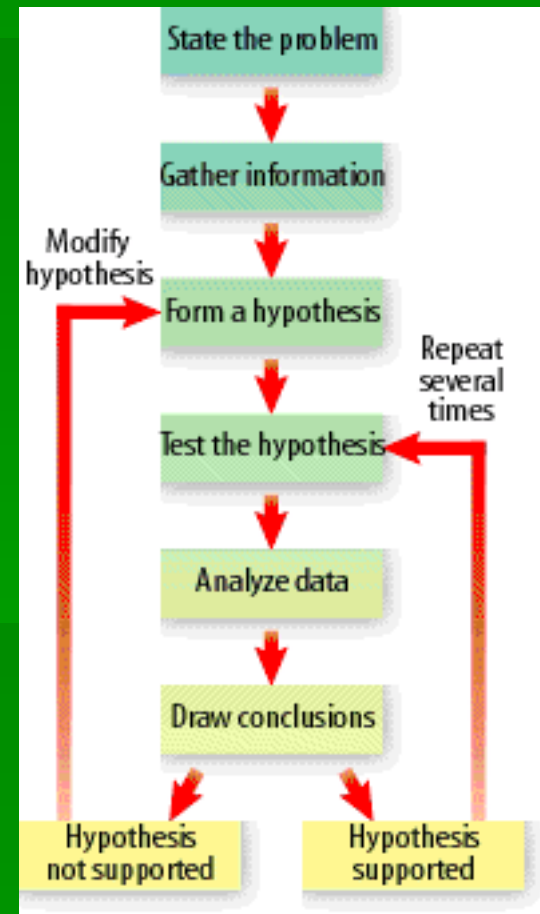 State the problem
Gather information
Modify
hypothesis
Form a hypothesis
Repeat
several
times
Test the hypothesis
Analyze data
Draw conclusions
Hypothesis
not supported
Hypothesis
supported